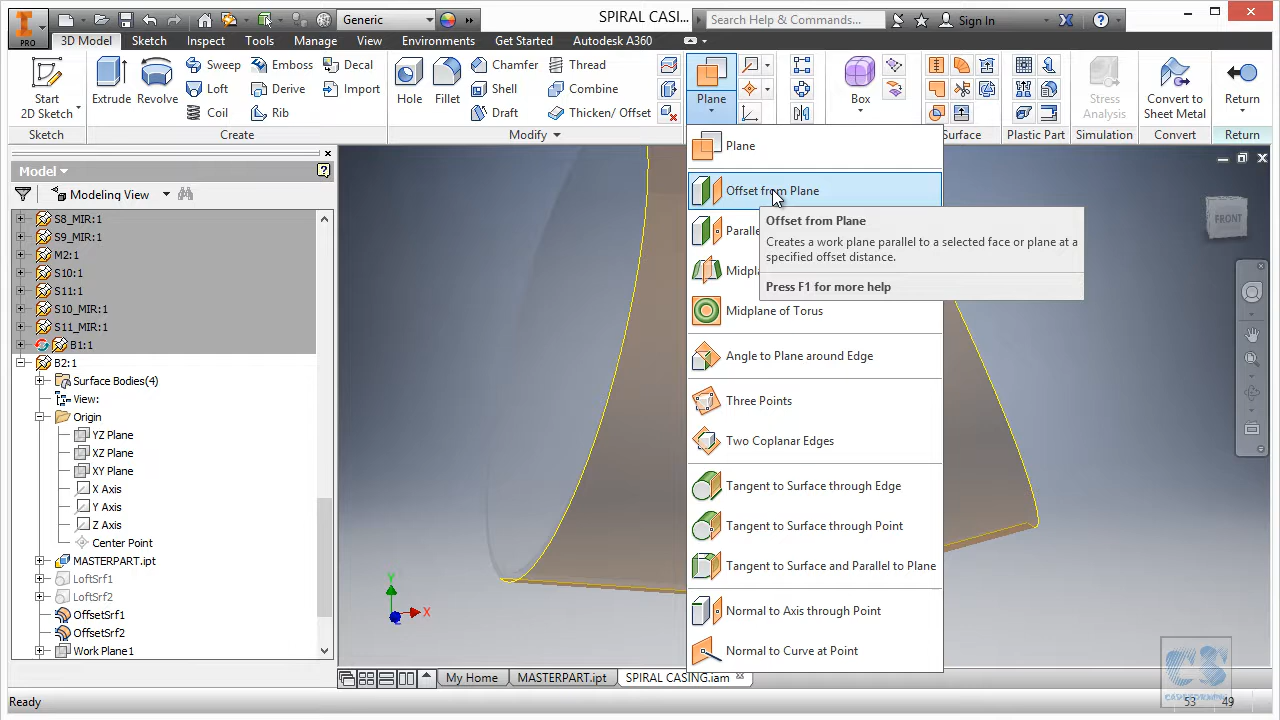 PRO
Generic
SPIRAL CASING...
Search Help & Commands...
Sign In
3D Model
Sketch
Inspect
Tools
Manage
View
Environments
Get Started
Autodesk A360
Start
2D Sketch
Sketch
Extrude
Revolve
Sweep
Loft
Coil
Emboss
Derive
Rib
Decal
Import
Create
Hole
Fillet
Chamfer
Shell
Draft
Thread
Combine
Thicken/ Offset
Modify
Plane
Box
Surface
Plastic Part
Stress
Analysis
Simulation
Convert to
Sheet Metal
Convert
Return
Return
Model
Modeling View
S8_MIR:1
S9_MIR:1
M2:1
S10:1
S11:1
S10_MIR:1
S11_MIR:1
B1:1
B2:1
Surface Bodies(4)
View:
Origin
YZ Plane
XZ Plane
XY Plane
X Axis
Y Axis
Z Axis
Center Point
MASTERPART.ipt
LoftSrf1
LoftSrf2
OffsetSrf1
OffsetSrf2
Work Plane1
Plane
Offset from Plane
Paralle
Midpla
Midplane of Torus
Angle to Plane around Edge
Three Points
Two Coplanar Edges
Tangent to Surface through Edge
Tangent to Surface through Point
Tangent to Surface and Parallel to Plane
Normal to Axis through Point
Normal to Curve at Point
Offset from Plane
Creates a work plane parallel to a selected face or plane at a
specified offset distance.
Press F1 for more help
FRONT
Y
X
My Home
MASTERPART.ipt
SPIRAL CASING.iam
Ready
53
49